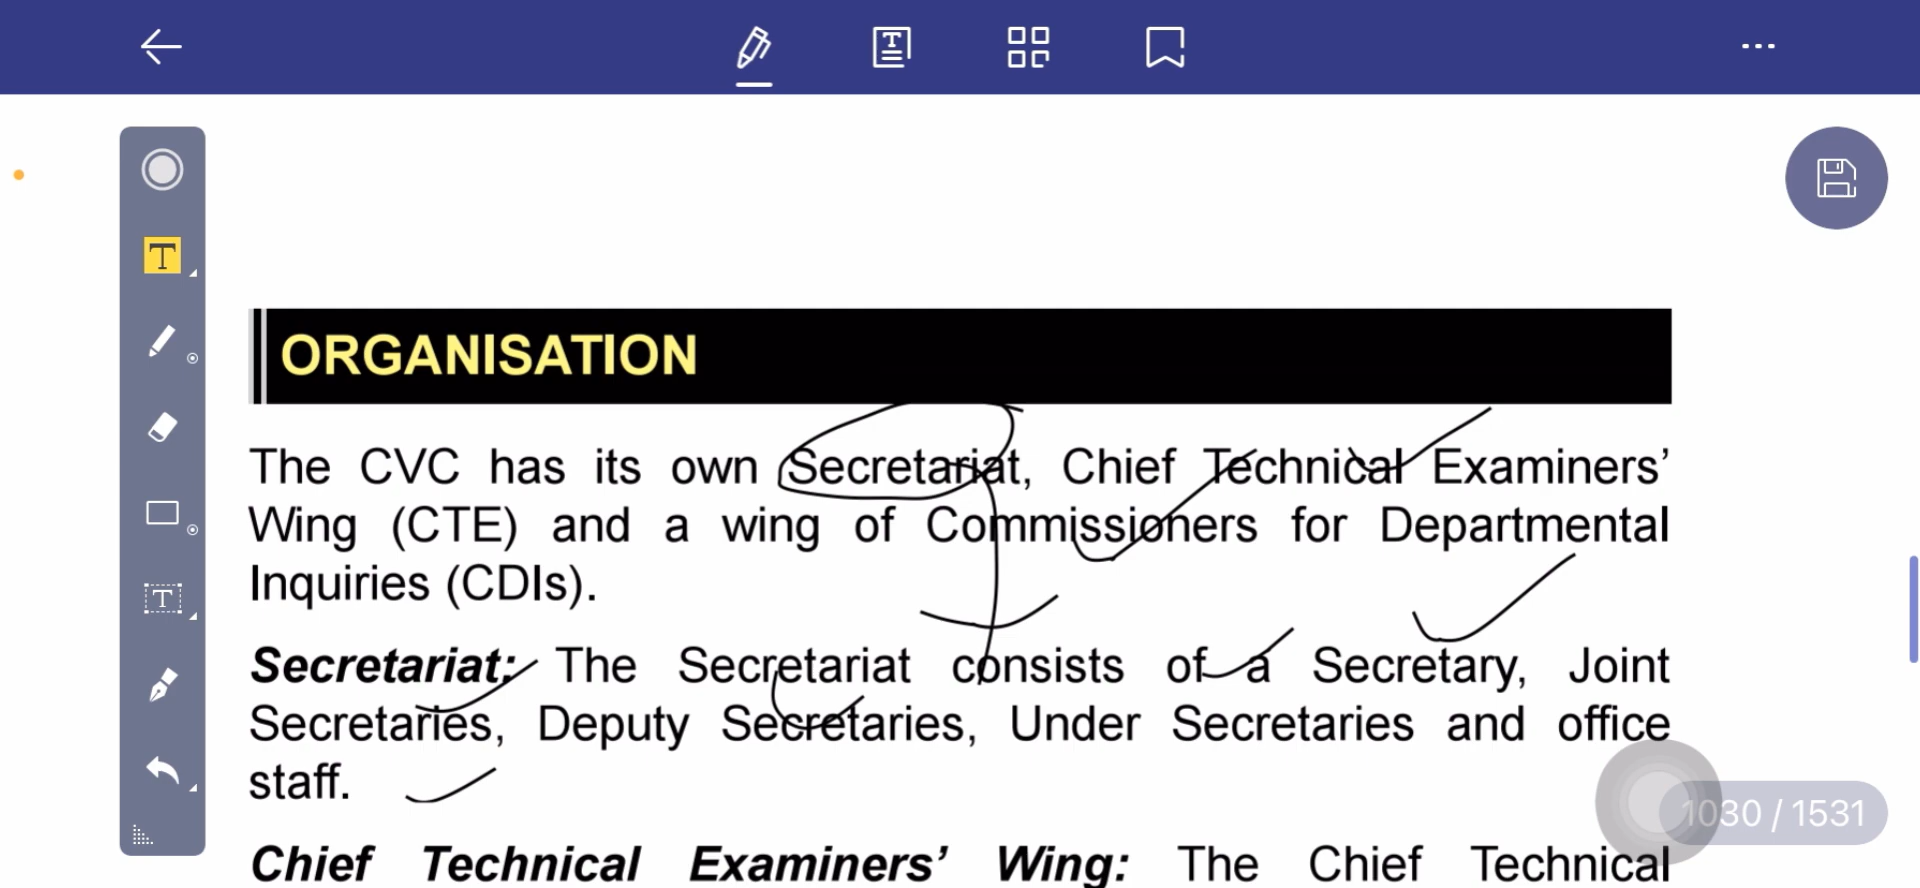 ORGANISATION
The CVC has its own Secretariat, Chief Technical Examiners’
Wing (CTE) and a wing of Commissioners for Departmental
Inquiries (CDIs).
Secretariat: The Secretariat consists of a Secretary, Joint
Secretaries, Deputy Secretaries, Under Secretaries and office
staff.
Chief Technical Examiners’ Wing: The Chief Technical
1030 / 1531